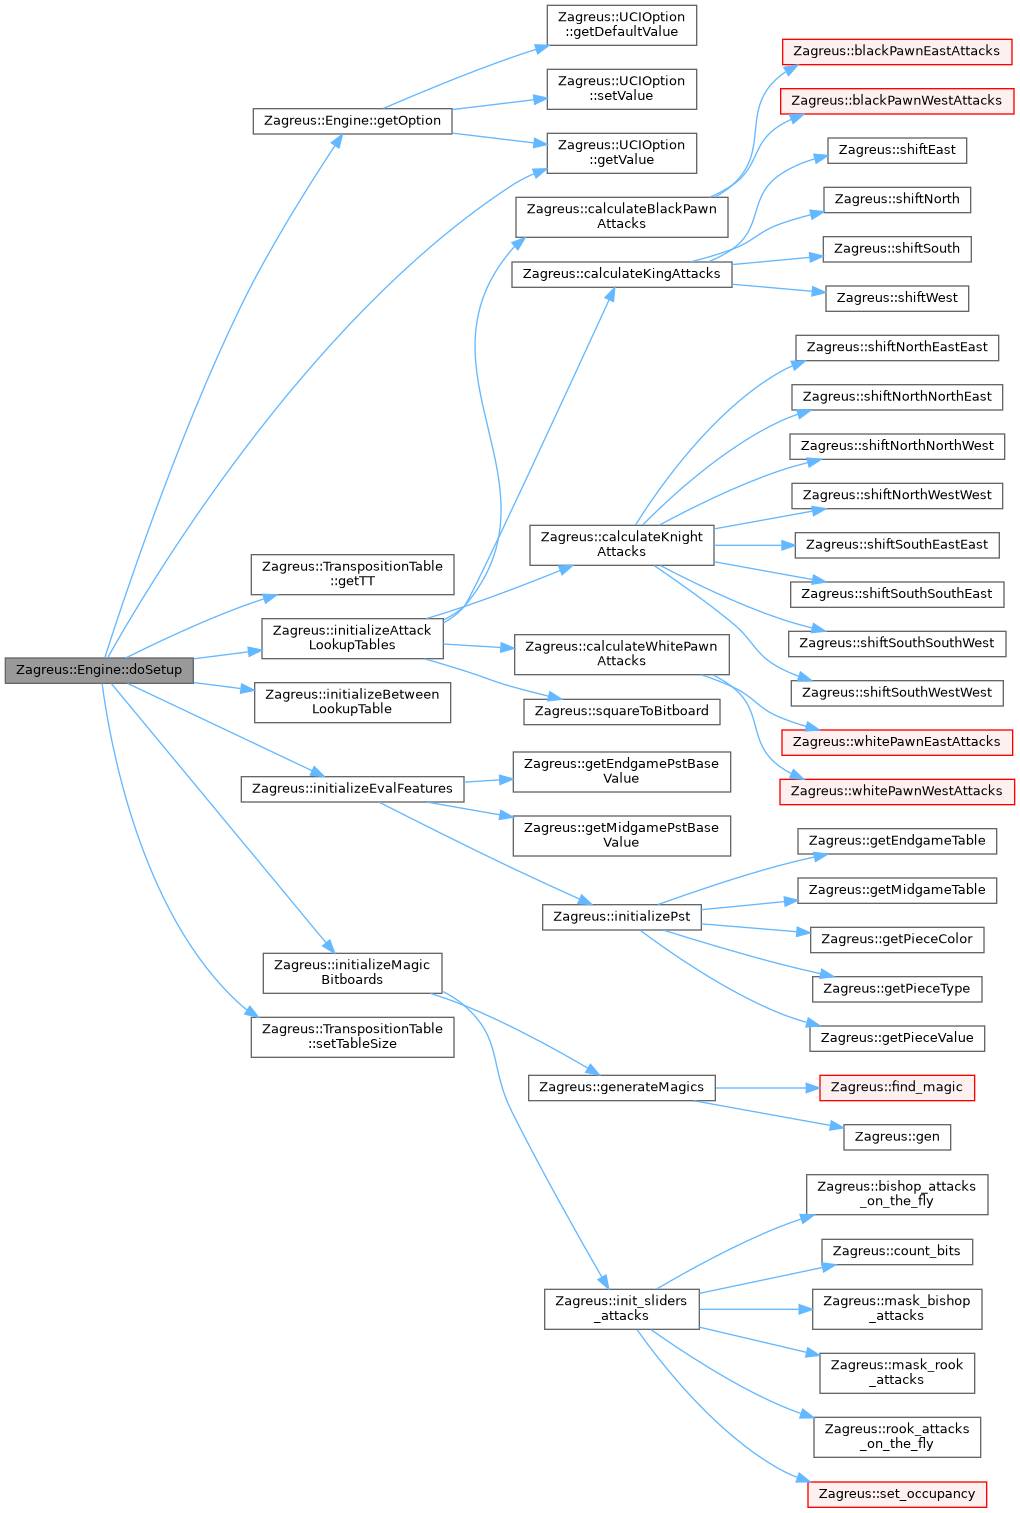 Zagreus::Engine::doSetup
Zagreus::Engine::getOption
Zagreus::TranspositionTable
::getTT
Zagreus::initializeAttack
LookupTables
Zagreus::initializeBetween
LookupTable
Zagreus::initializeEvalFeatures
Zagreus::initializeMagic
Bitboards
Zagreus::TranspositionTable
::setTableSize
Zagreus::UCIOption
::getDefaultValue
Zagreus::UCIOption
::setValue
Zagreus::UCIOption
::getValue
Zagreus::calculateBlackPawn
Attacks
Zagreus::calculateKingAttacks
Zagreus::calculateKnight
Attacks
Zagreus::calculateWhitePawn
Attacks
Zagreus::squareToBitboard
Zagreus::getEndgamePstBase
Value
Zagreus::getMidgamePstBase
Value
Zagreus::initializePst
Zagreus::generateMagics
Zagreus::init_sliders
_attacks
Zagreus::blackPawnEastAttacks
Zagreus::blackPawnWestAttacks
Zagreus::shiftEast
Zagreus::shiftNorth
Zagreus::shiftSouth
Zagreus::shiftWest
Zagreus::shiftNorthEastEast
Zagreus::shiftNorthNorthEast
Zagreus::shiftNorthNorthWest
Zagreus::shiftNorthWestWest
Zagreus::shiftSouthEastEast
Zagreus::shiftSouthSouthEast
Zagreus::shiftSouthSouthWest
Zagreus::shiftSouthWestWest
Zagreus::whitePawnEastAttacks
Zagreus::whitePawnWestAttacks
Zagreus::getEndgameTable
Zagreus::getMidgameTable
Zagreus::getPieceColor
Zagreus::getPieceType
Zagreus::getPieceValue
Zagreus::find_magic
Zagreus::gen
Zagreus::bishop_attacks
_on_the_fly
Zagreus::count_bits
Zagreus::mask_bishop
_attacks
Zagreus::mask_rook
_attacks
Zagreus::rook_attacks
_on_the_fly
Zagreus::set_occupancy